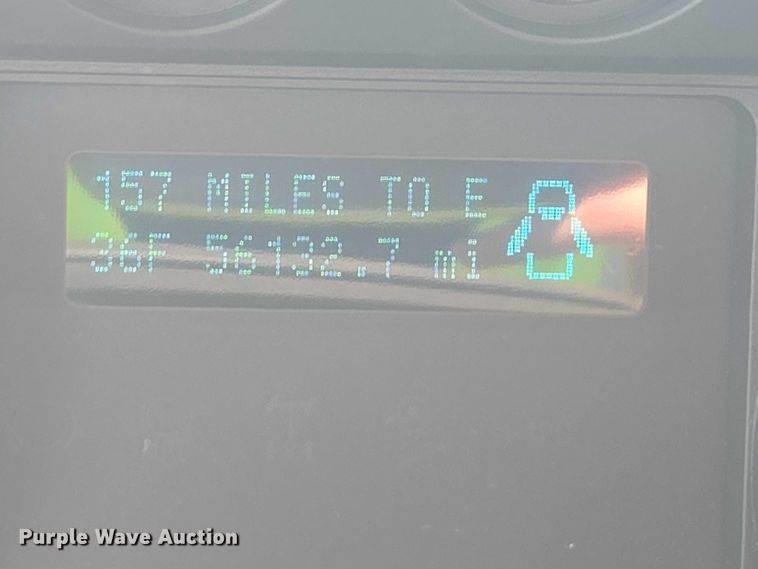 157 MILES TO E
36F 56132.7 mi
Purple Wave Auction